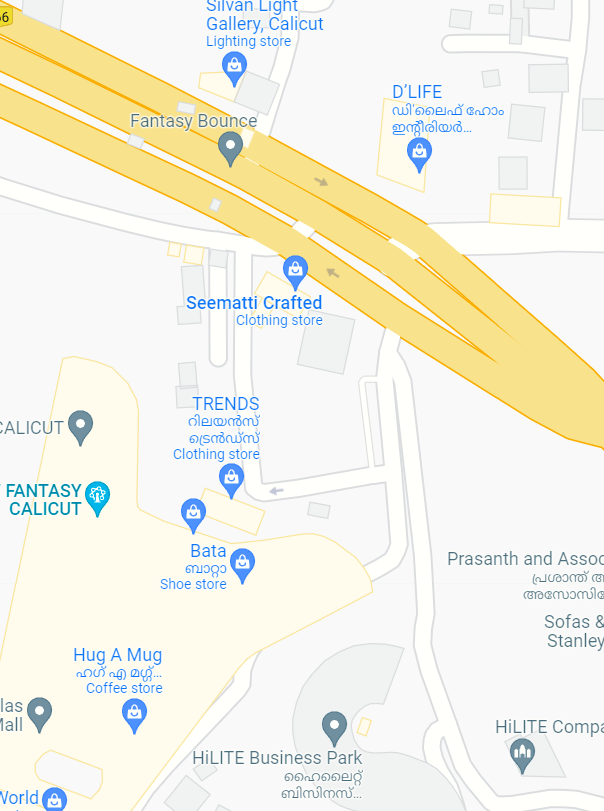 66
Silvan Light
Gallery, Calicut
Lighting store
D'LIFE
ഡി'ലൈഫ് ഹോം
ഇന്റീരിയർ...
Fantasy Bounce
Seematti Crafted
Clothing store
TRENDS
റിലയൻസ്
ട്രെൻഡ്സ്
Clothing store
CALICUT
FANTASY
CALICUT
Bata
ബാറ്റാ
Shoe store
Prasanth and Assoc
പ്രശാന്ത് അ
അസോസിയേ
Sofas &
Stanley
Hug A Mug
ഹഗ് എ മഗ്ഗ്...
Coffee store
las
Mall
HiLITE Compa
HiLITE Business Park
ഹൈലൈറ്റ്
ബിസിനസ്...
World